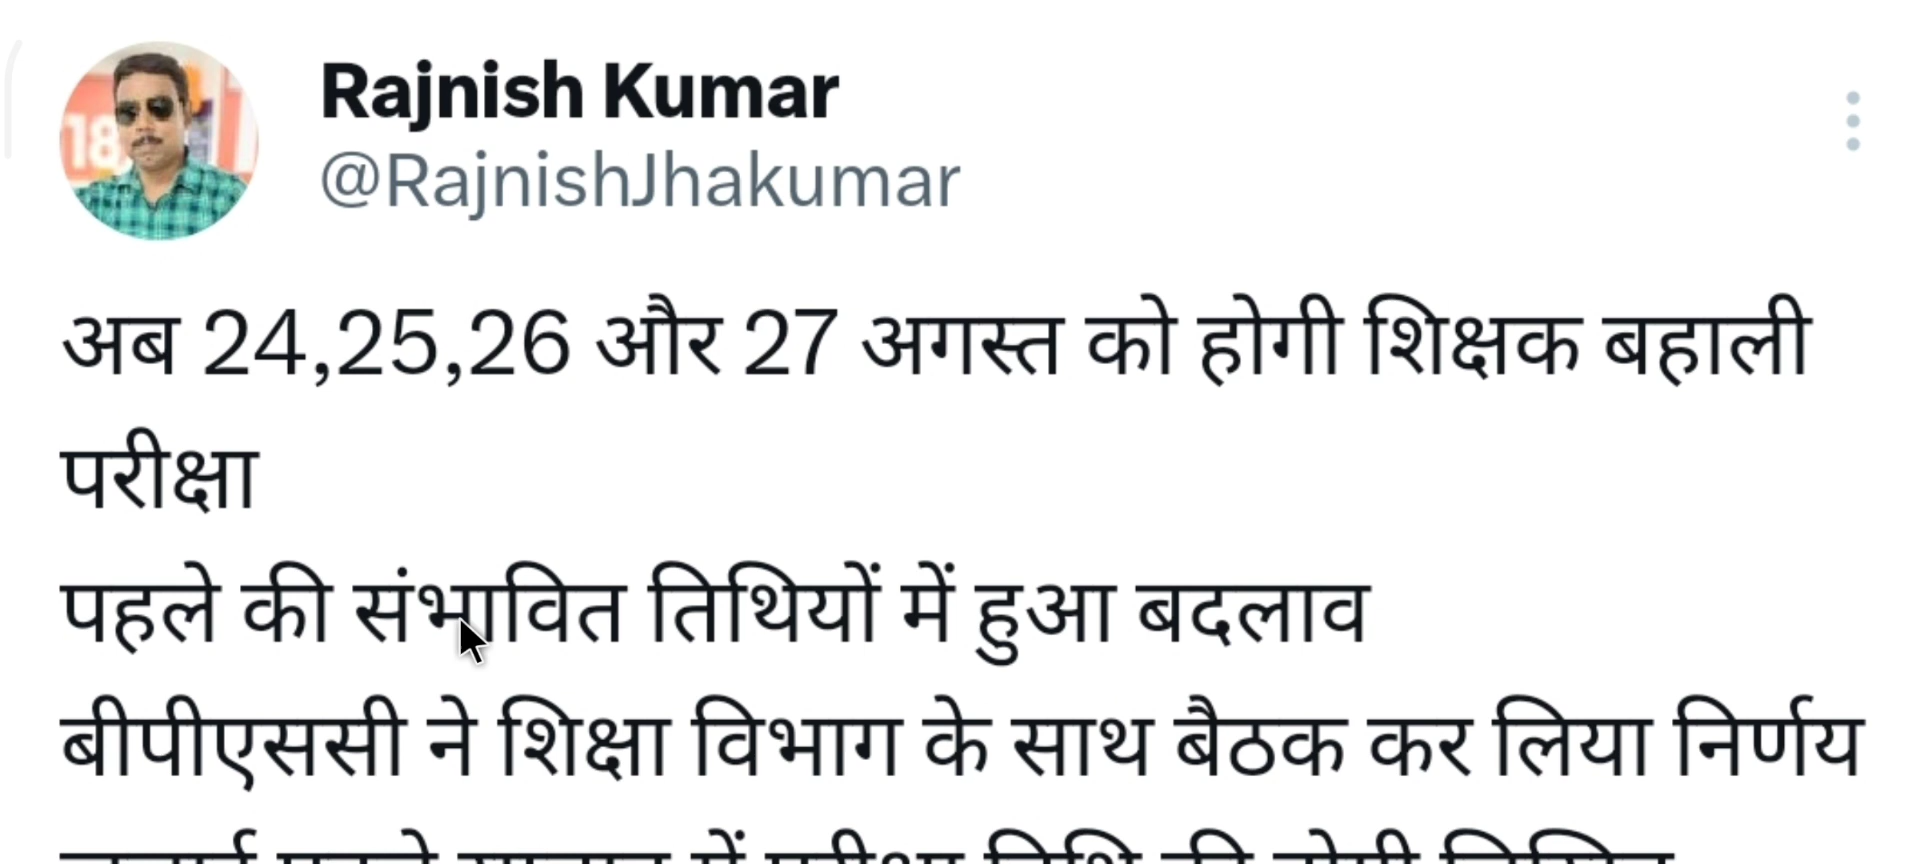 Rajnish Kumar
@RajnishJhakumar
18
अब 24,25,26 और 27 अगस्त को होगी शिक्षक बहाली
परीक्षा
पहले की संभावित तिथियों में हुआ बदलाव
बीपीएससी ने शिक्षा विभाग के साथ बैठक कर लिया निर्णय